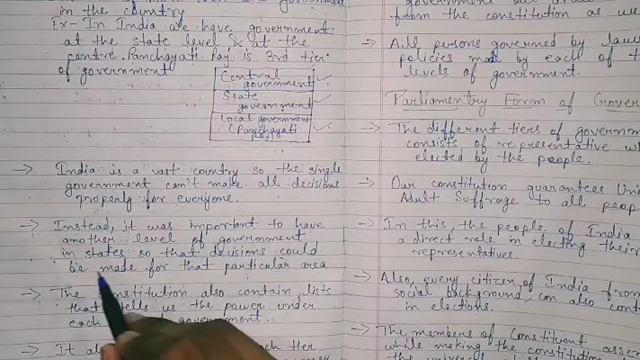 in the country
Ex - In India we have governments
at the State level & at the
centre. Panchayati Raj is 3rd tier
of government
Central
government
State
government
Local government
(Panchayati
Raj)
→ India is a vast country so the single
government can't make all decisions
properly for everyone.
→ Instead, it was important to have
another level of government
in states so that decisions could
be made for that particular area
→ The constitution also contain lists
that tells us the power under
each government.
→ It als each tier
from the constitution as we
→ All persons governed by laws
policies made by each of t
levels of government.
Parliamentry Form of Gover
→ The different tiers of governm
consists of representative wh
elected by the people.
→ Our constitution guarantees Uni
Adult Suffrage to all peop
→ In this, the people of India
a direct role in electing their
representatives.
→ Also, every citizen of India from
social background, can also cont
in elections.
→ The members of Constituent asse
while making the constitution
the univers